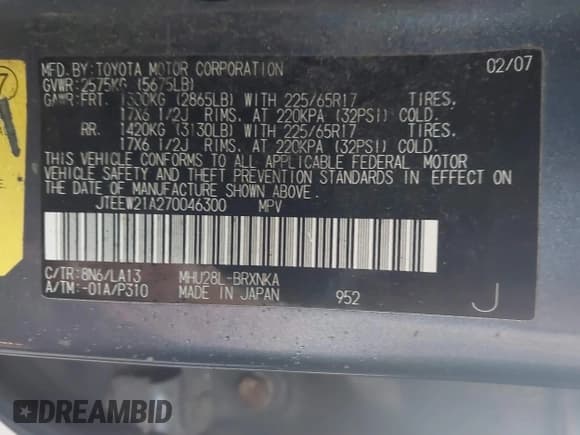 MFD.BY:TOYOTA MOTOR CORPORATION 02/07
GVWR:2575KG (5675LB)
GAWR:FRT. 1300KG (2865LB) WITH 225/65R17 TIRES.
17X6 1/2J RIMS. AT 220KPA (32PSI) COLD.
RR. 1420KG (3130LB) WITH 225/65R17 TIRES.
17X6 1/2J RIMS. AT 220KPA (32PSI) COLD.
THIS VEHICLE CONFORMS TO ALL APPLICABLE FEDERAL MOTOR
VEHICLE SAFETY AND THEFT PREVENTION STANDARDS IN EFFECT ON
THE DATE OF MANUFACTURE SHOWN ABOVE.
JTEEW21A270046300 MPV
C/TR:8N6/LA13 MHU28L-BRXNKA
A/TM:-01A/P310 MADE IN JAPAN 952 J
7
DREAMBID